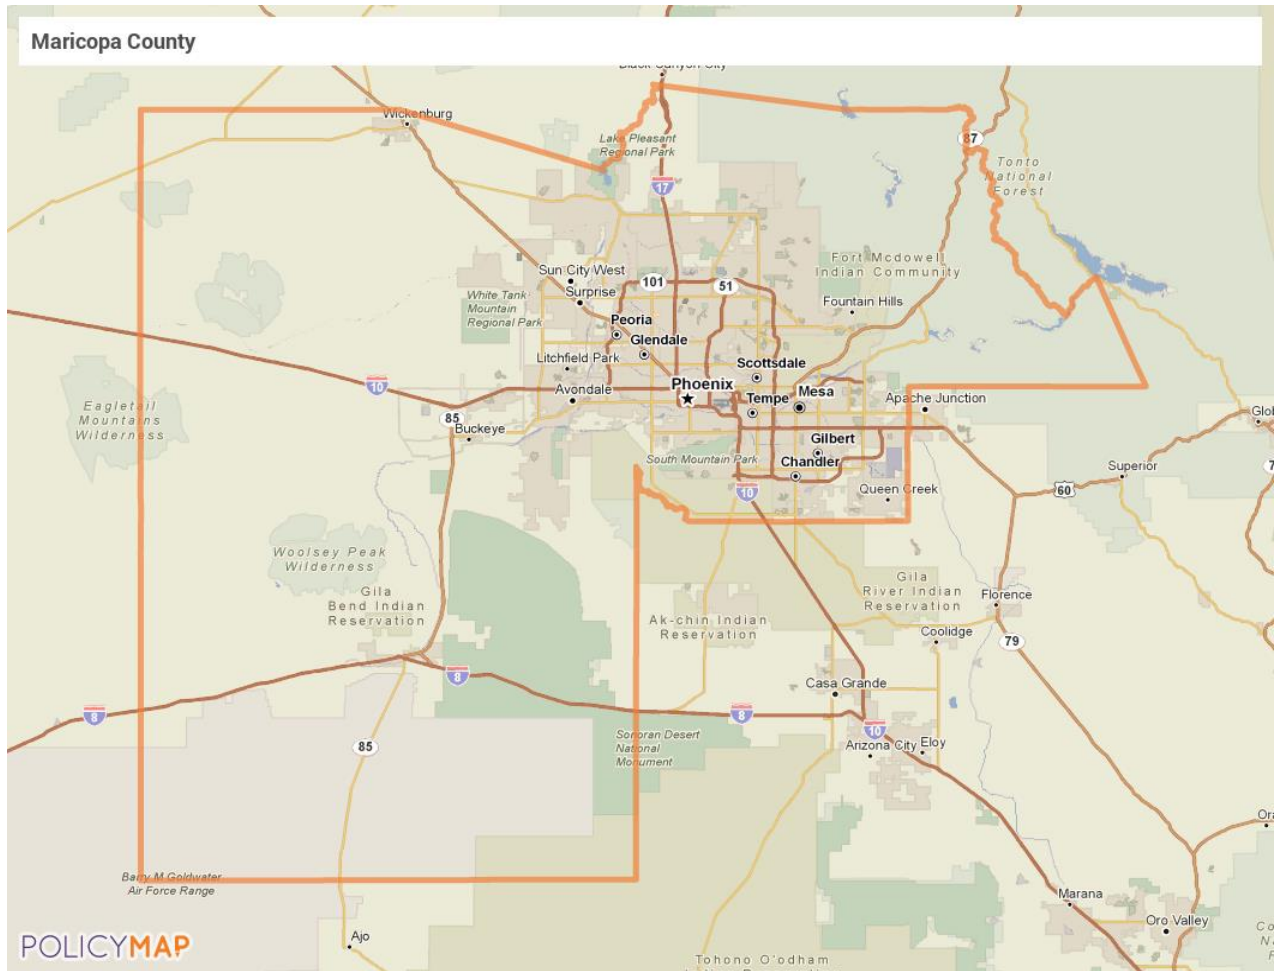 Maricopa County
Black Canyon City
Wickenburg
Lake Pleasant
Regional Park
87
Tonto
National
Forest
17
Fort Mcdowell
Indian Community
Sun City West
101
51
White Tank
Mountain
Regional Park
Surprise
Fountain Hills
Peoria
Glendale
Litchfield Park
Scottsdale
10
Phoenix
Avondale
Mesa
Tempe
Apache Junction
Eagletail
Mountains
Wilderness
85
Buckeye
Gilbert
South Mountain Park
Chandler
Superior
10
Queen Creek
60
Woolsey Peak
Wilderness
Gila
Bend Indian
Reservation
Gila
River Indian
Reservation
Florence
Ak-chin Indian
Reservation
Coolidge
79
8
Casa Grande
8
8
10
Sonoran Desert
National
Monument
85
Arizona City
Eloy
Barry M Goldwater
Air Force Range
Marana
Oro Valley
Ajo
POLICYMAP
Tohono O'odham